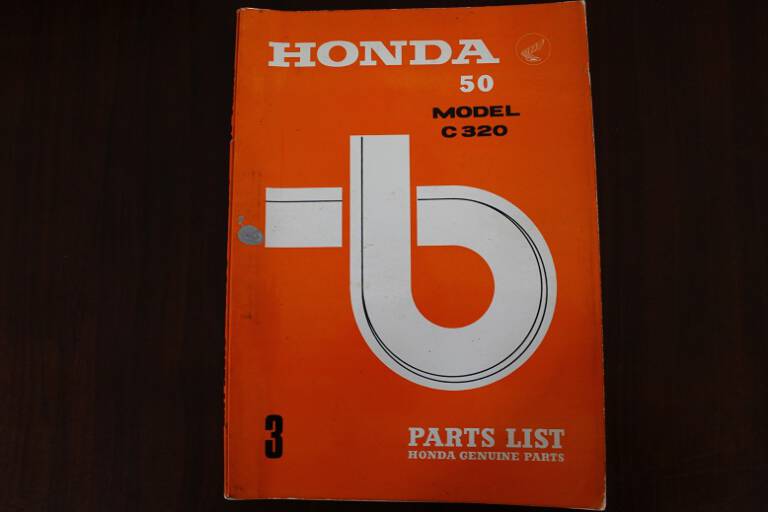 HONDA
50
MODEL
C 320
3
PARTS LIST
HONDA GENUINE PARTS